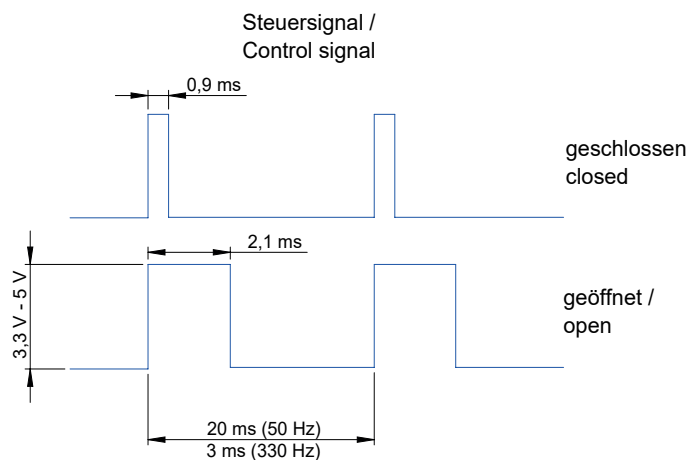 Steuersignal /
Control signal
0,9 ms
geschlossen
closed
2,1 ms
3,3 V - 5 V
geöffnet /
open
20 ms (50 Hz)
3 ms (330 Hz)